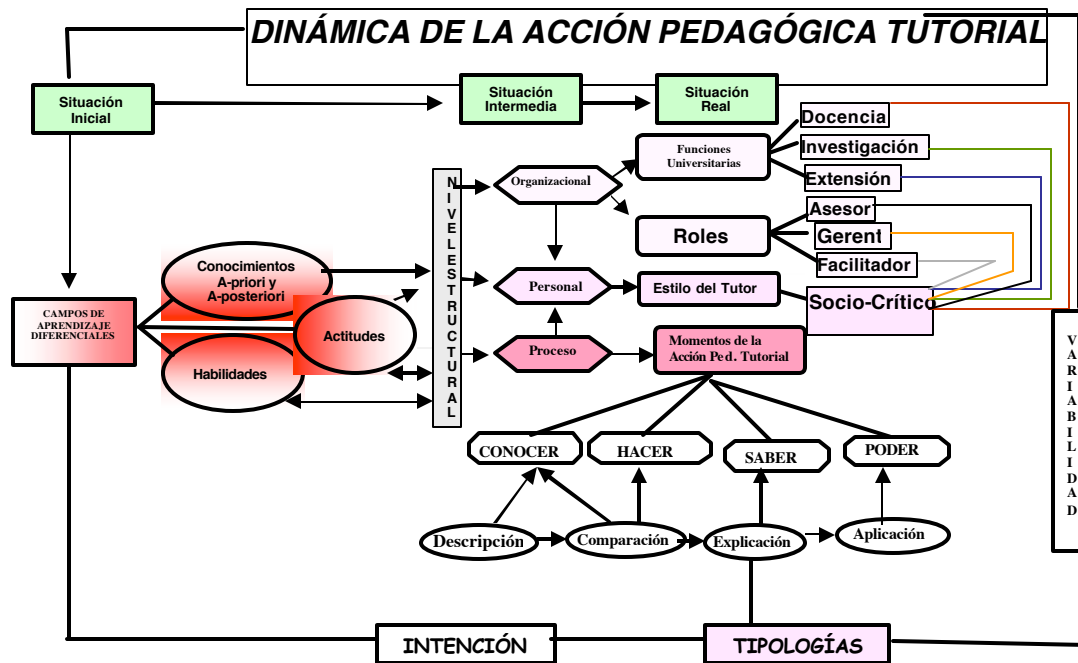 DINÁMICA DE LA ACCIÓN PEDAGÓGICA TUTORIAL
Situación
Inicial
Situación
Intermedia
Situación
Real
Docencia
Funciones
Universitarias
Investigación
Extensión
Organizacional
Asesor
Roles
Gerent
Facilitador
NIVELESTRUCTURAL
Conocimientos
A-priori y
A-posteriori
Personal
Estilo del Tutor
Socio-Crítico
CAMPOS DE
APRENDIZAJE
DIFERENCIALES
Actitudes
Habilidades
Proceso
Momentos de la
Acción Ped. Tutorial
VARIABILIDAD
CONOCER
HACER
SABER
PODER
Descripción
Comparación
Explicación
Aplicación
INTENCIÓN
TIPOLOGÍAS